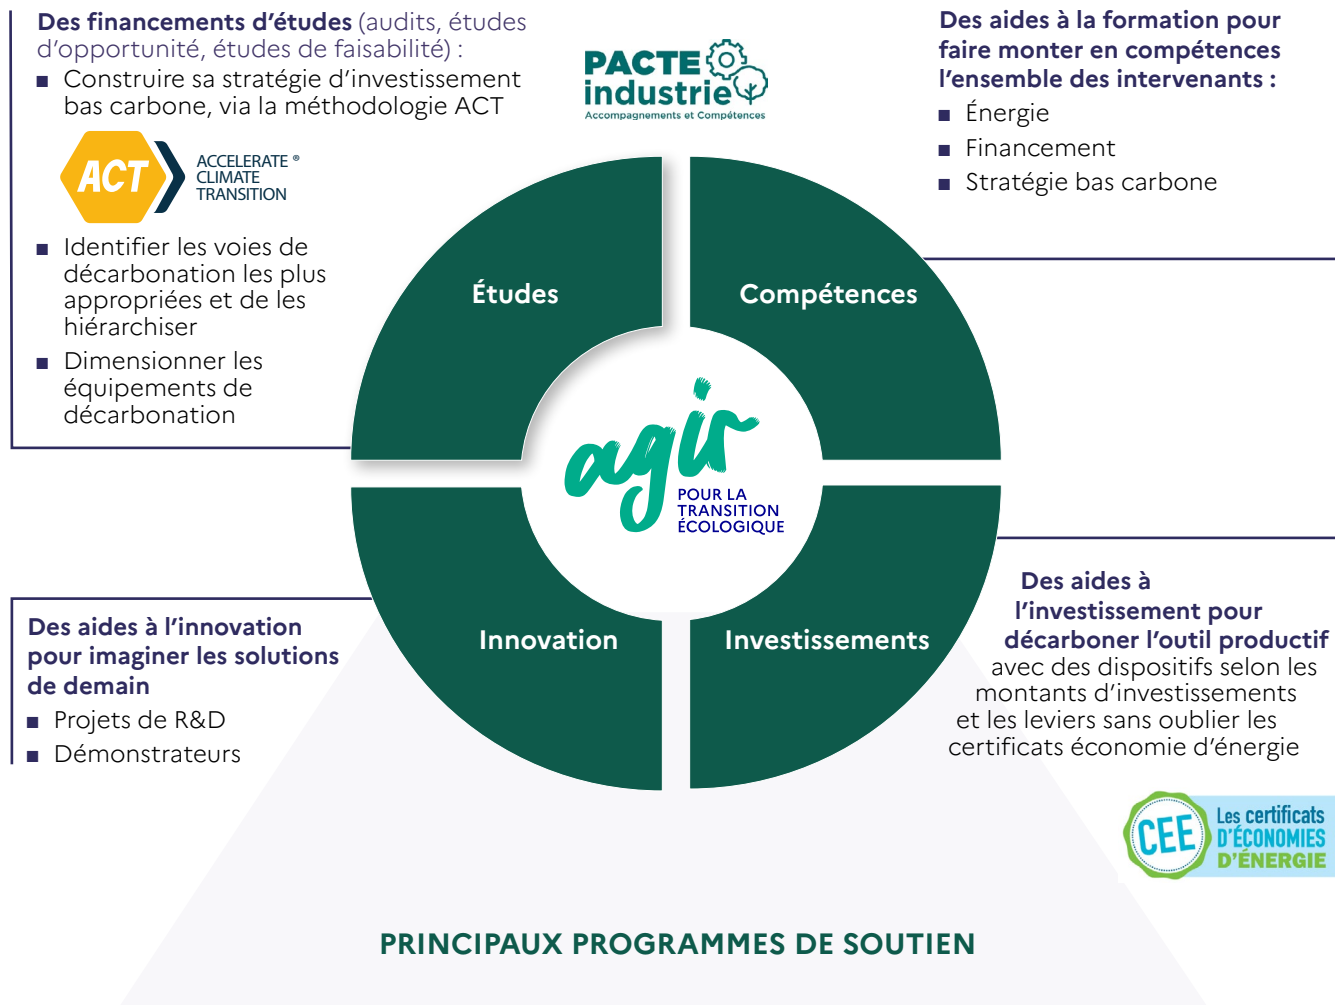 Des financements d'études (audits, études
d'opportunité, études de faisabilité) :
■ Construire sa stratégie d'investissement
bas carbone, via la méthodologie ACT
ACT
ACCELERATE ®
CLIMATE
TRANSITION
■ Identifier les voies de
décarbonation les plus
appropriées et de les
hiérarchiser
■ Dimensionner les
équipements de
décarbonation
PACTE
industrie
Accompagnements et Compétences
Des aides à la formation pour
faire monter en compétences
l'ensemble des intervenants :
■ Énergie
■ Financement
■ Stratégie bas carbone
Études
Compétences
agir
POUR LA
TRANSITION
ÉCOLOGIQUE
Innovation
Investissements
Des aides à l'innovation
pour imaginer les solutions
de demain
■ Projets de R&D
■ Démonstrateurs
Des aides à
l'investissement pour
décarboner l'outil productif
avec des dispositifs selon les
montants d'investissements
et les leviers sans oublier les
certificats économie d'énergie
CEE
Les certificats
D'ÉCONOMIES
D'ÉNERGIE
PRINCIPAUX PROGRAMMES DE SOUTIEN